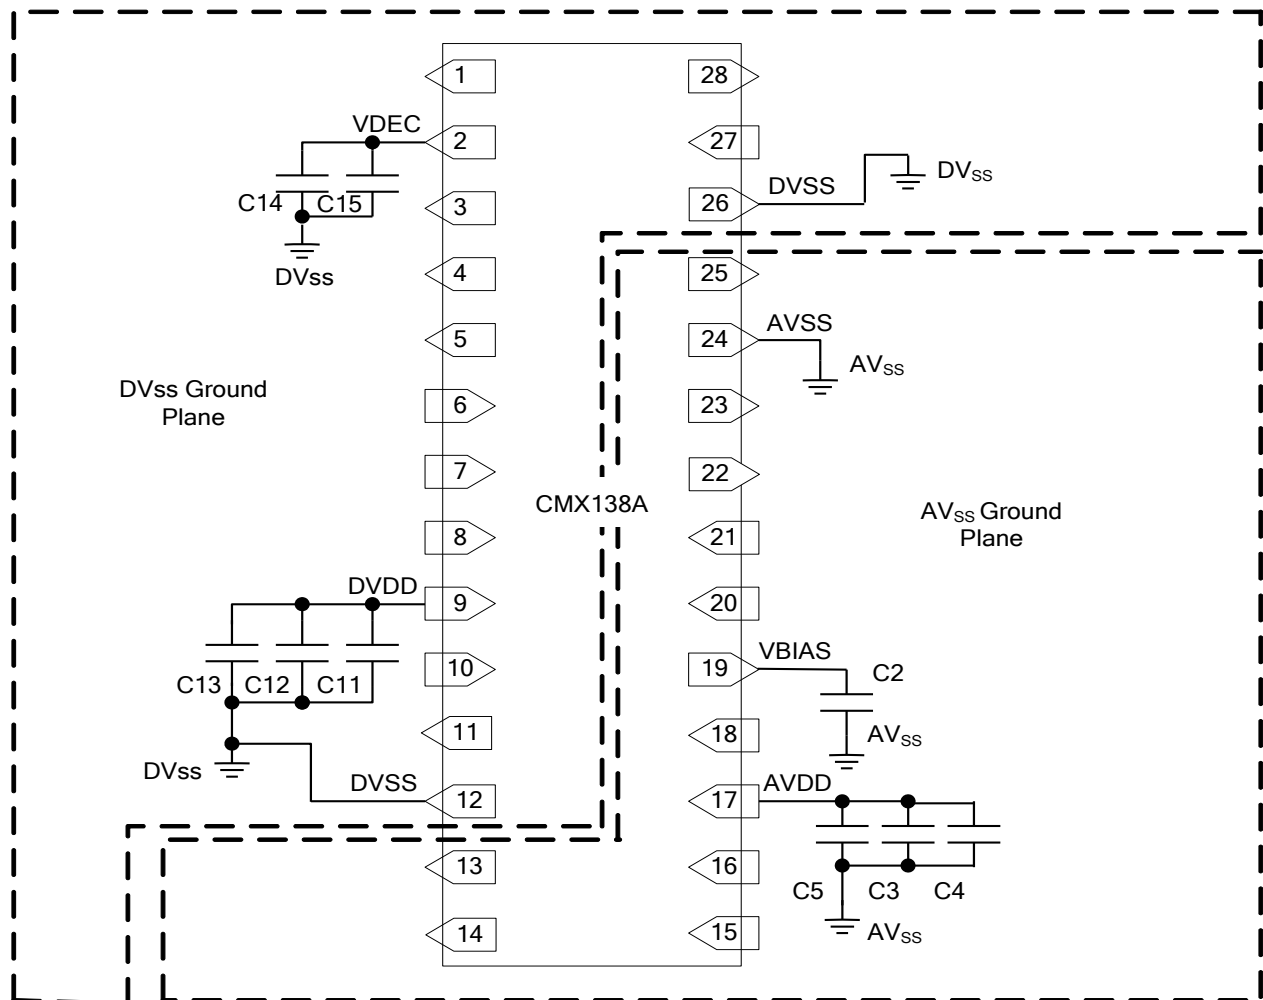 1
28
VDEC
2
27
C14
C15
3
DVSS
26
DVSS
DVss
4
25
5
24
AVSS
AVSS
DVss Ground
Plane
6
23
7
22
CMX138A
AVSS Ground
Plane
8
21
DVDD
9
20
C13
C12
C11
10
19
VBIAS
C2
11
18
AVSS
DVss
DVSS
12
17
AVDD
13
16
C5
C3
C4
14
15
AVSS